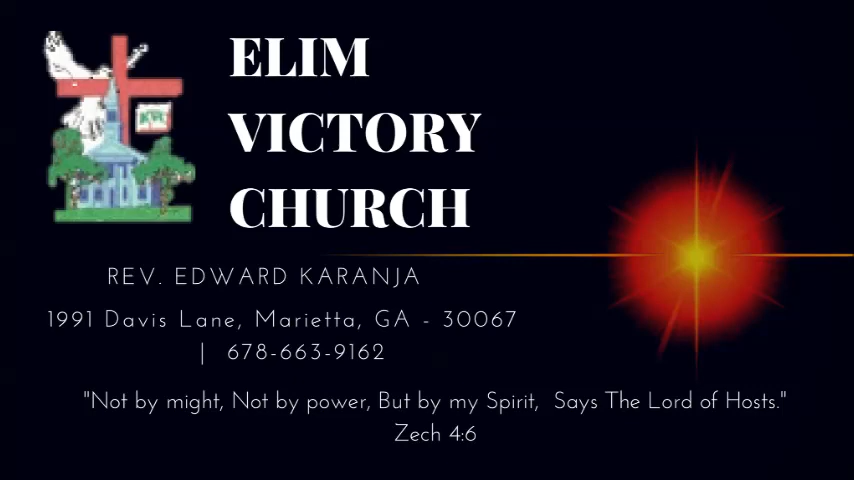 ELIM
VICTORY
CHURCH
REV. EDWARD KARANJA
1991 Davis Lane, Marietta, GA - 30067
| 678-663-9162
"Not by might, Not by power, But by my Spirit, Says The Lord of Hosts."
Zech 4:6